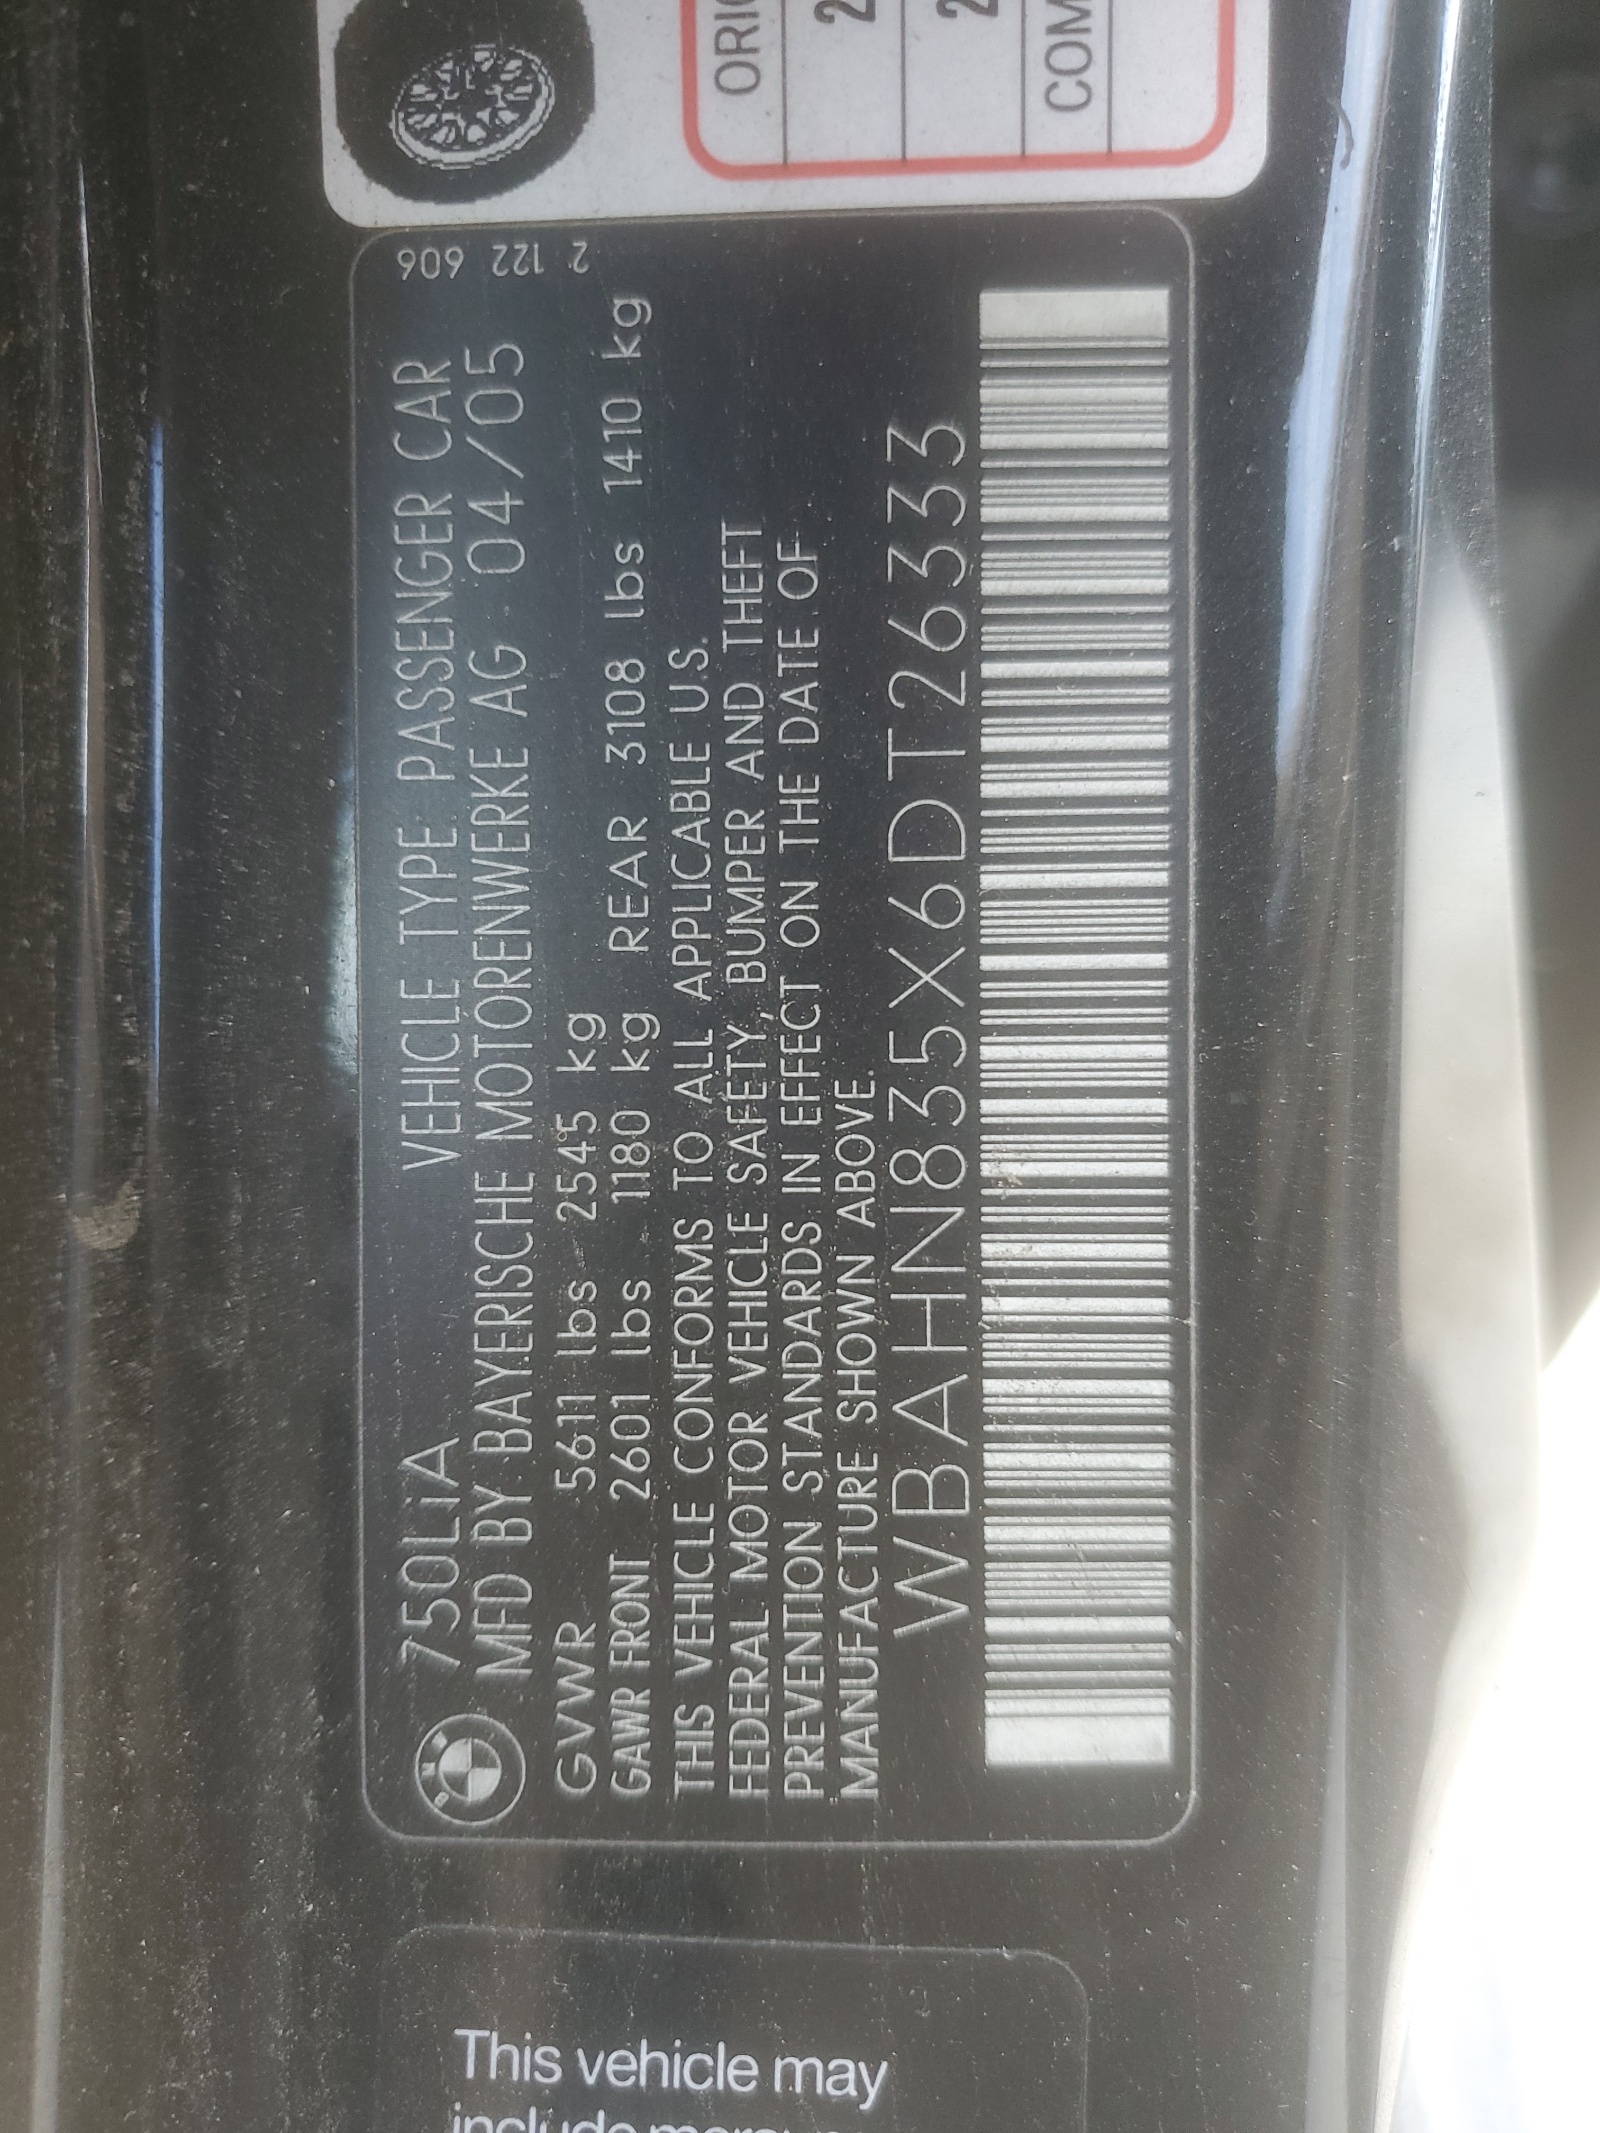 750LiA VEHICLE TYPE: PASSENGER CAR
MFD BY BAYERISCHE MOTORENWERKE AG 04/05
GVWR 5611 lbs 2545 kg
GAWR FRONT 2601 lbs 1180 kg REAR 3108 lbs 1410 kg
THIS VEHICLE CONFORMS TO ALL APPLICABLE U.S.
FEDERAL MOTOR VEHICLE SAFETY, BUMPER AND THEFT
PREVENTION STANDARDS IN EFFECT ON THE DATE OF
MANUFACTURE SHOWN ABOVE.
WBAHN835X6DT2633
2 122 606
ORIG
2
2
COM
This vehicle may
include